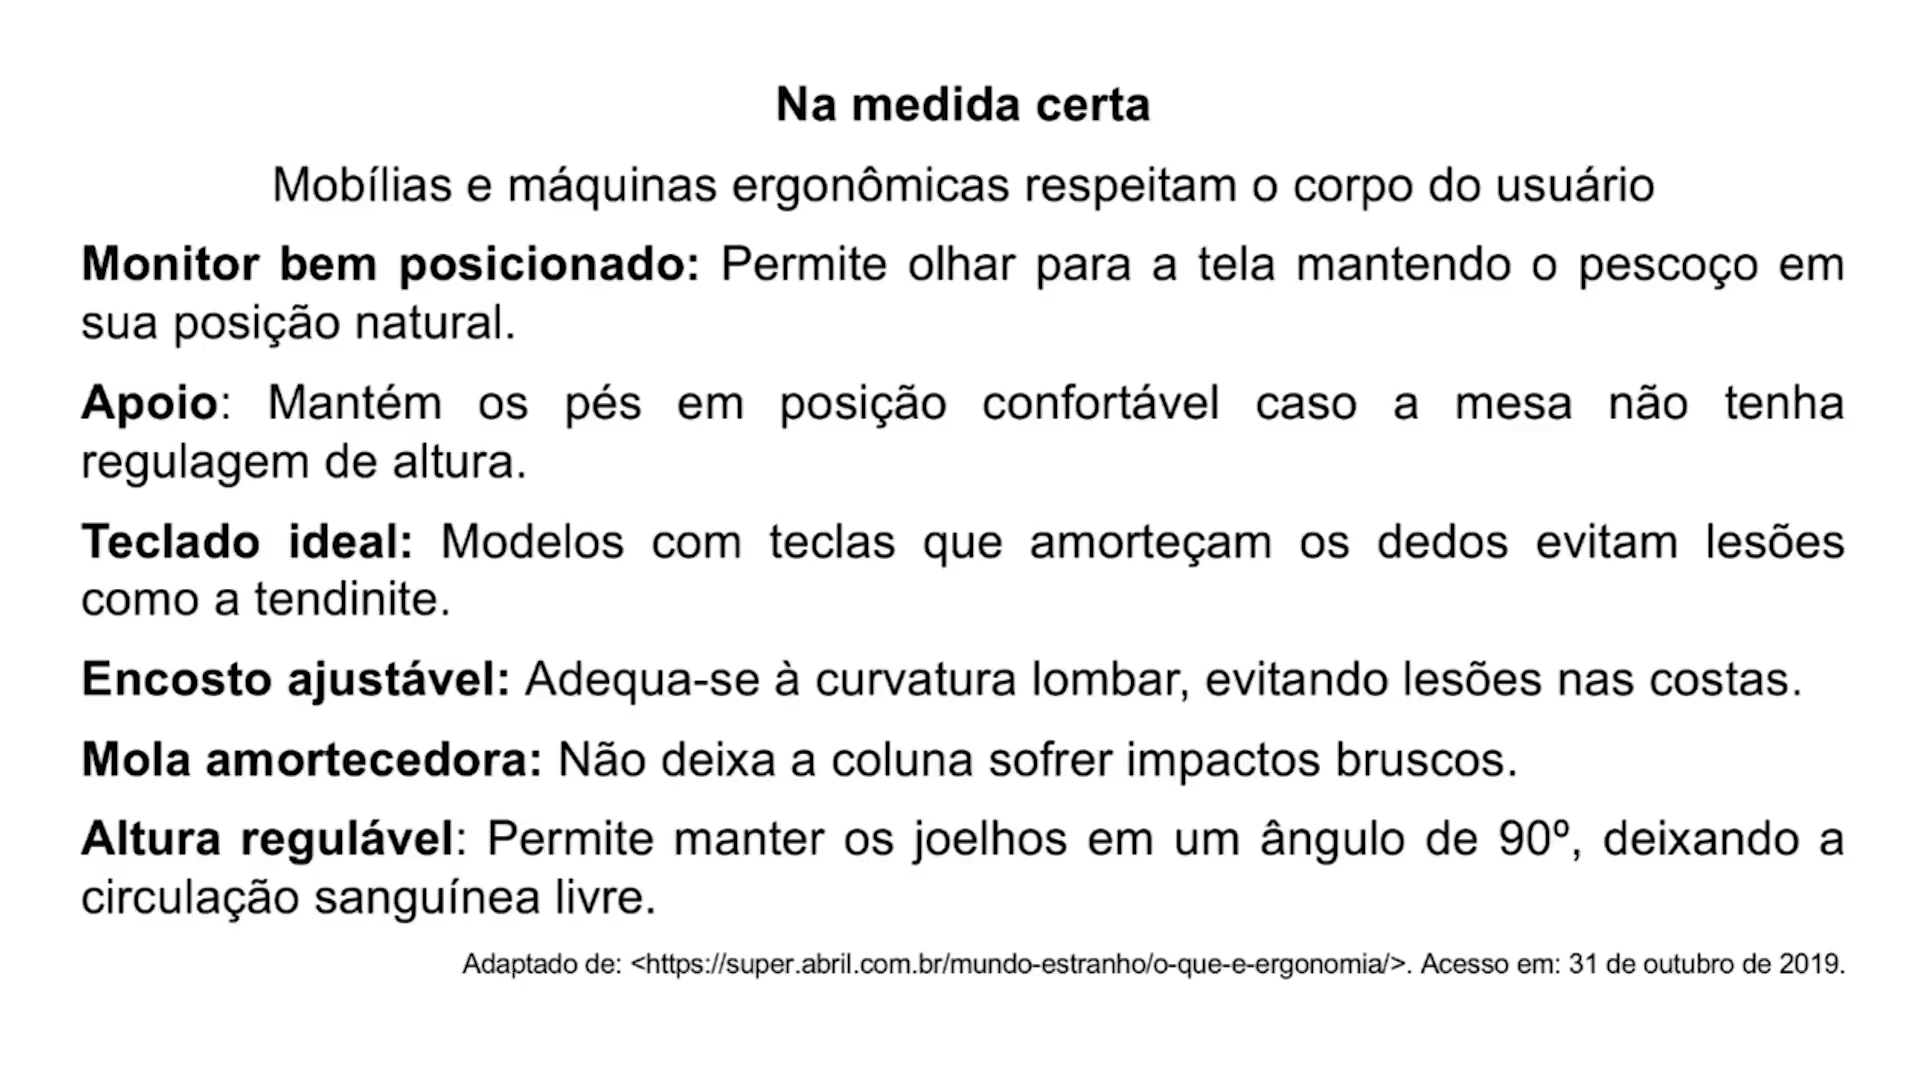 Na medida certa
Mobílias e máquinas ergonômicas respeitam o corpo do usuário
Monitor bem posicionado: Permite olhar para a tela mantendo o pescoço em
sua posição natural.
Apoio: Mantém os pés em posição confortável caso a mesa não tenha
regulagem de altura.
Teclado ideal: Modelos com teclas que amorteçam os dedos evitam lesões
como a tendinite.
Encosto ajustável: Adequa-se à curvatura lombar, evitando lesões nas costas.
Mola amortecedora: Não deixa a coluna sofrer impactos bruscos.
Altura regulável: Permite manter os joelhos em um ângulo de 90º, deixando a
circulação sanguínea livre.
Adaptado de: <https://super.abril.com.br/mundo-estranho/o-que-e-ergonomia/>. Acesso em: 31 de outubro de 2019.